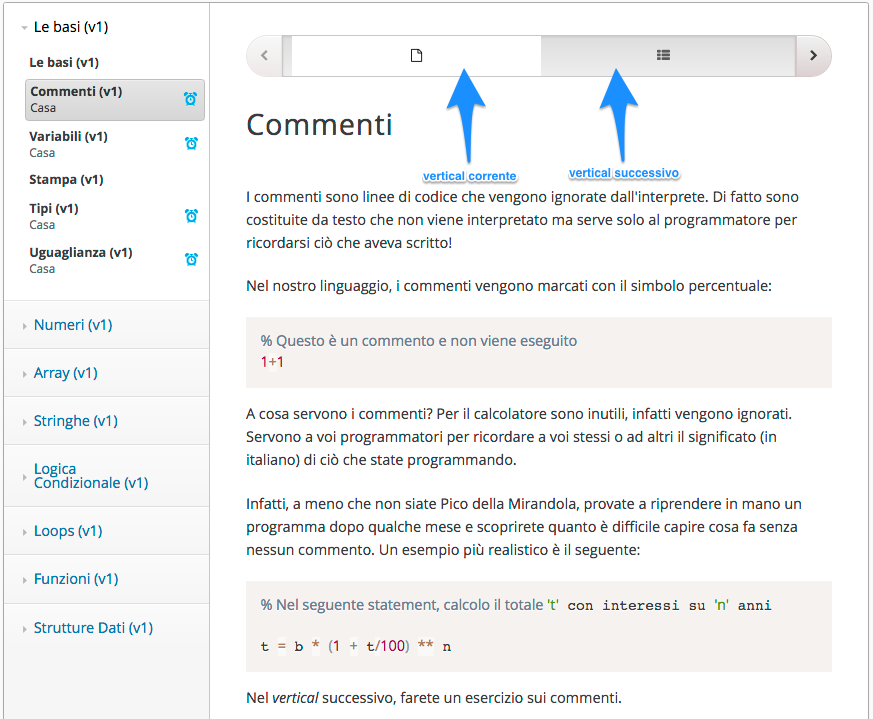 Le basi (v1)
Le basi (v1)
Commenti (v1)
Casa
Variabili (v1)
Casa
Stampa (v1)
Tipi (v1)
Casa
Uguaglianza (v1)
Casa
Numeri (v1)
Array (v1)
Stringhe (v1)
Logica
Condizionale (v1)
Loops (v1)
Funzioni (v1)
Strutture Dati (v1)
Commenti
vertical corrente
vertical successivo
I commenti sono linee di codice che vengono ignorate dall'interprete. Di fatto sono
costituite da testo che non viene interpretato ma serve solo al programmatore per
ricordarsi ciò che aveva scritto!
Nel nostro linguaggio, i commenti vengono marcati con il simbolo percentuale:
% Questo è un commento e non viene eseguito
1+1
A cosa servono i commenti? Per il calcolatore sono inutili, infatti vengono ignorati.
Servono a voi programmatori per ricordare a voi stessi o ad altri il significato (in
italiano) di ciò che state programmando.
Infatti, a meno che non siate Pico della Mirandola, provate a riprendere in mano un
programma dopo qualche mese e scoprirete quanto è difficile capire cosa fa senza
nessun commento. Un esempio più realistico è il seguente:
% Nel seguente statement, calcolo il totale 't' con interessi su 'n' anni
t = b * (1 + t/100) ** n
Nel vertical successivo, farete un esercizio sui commenti.